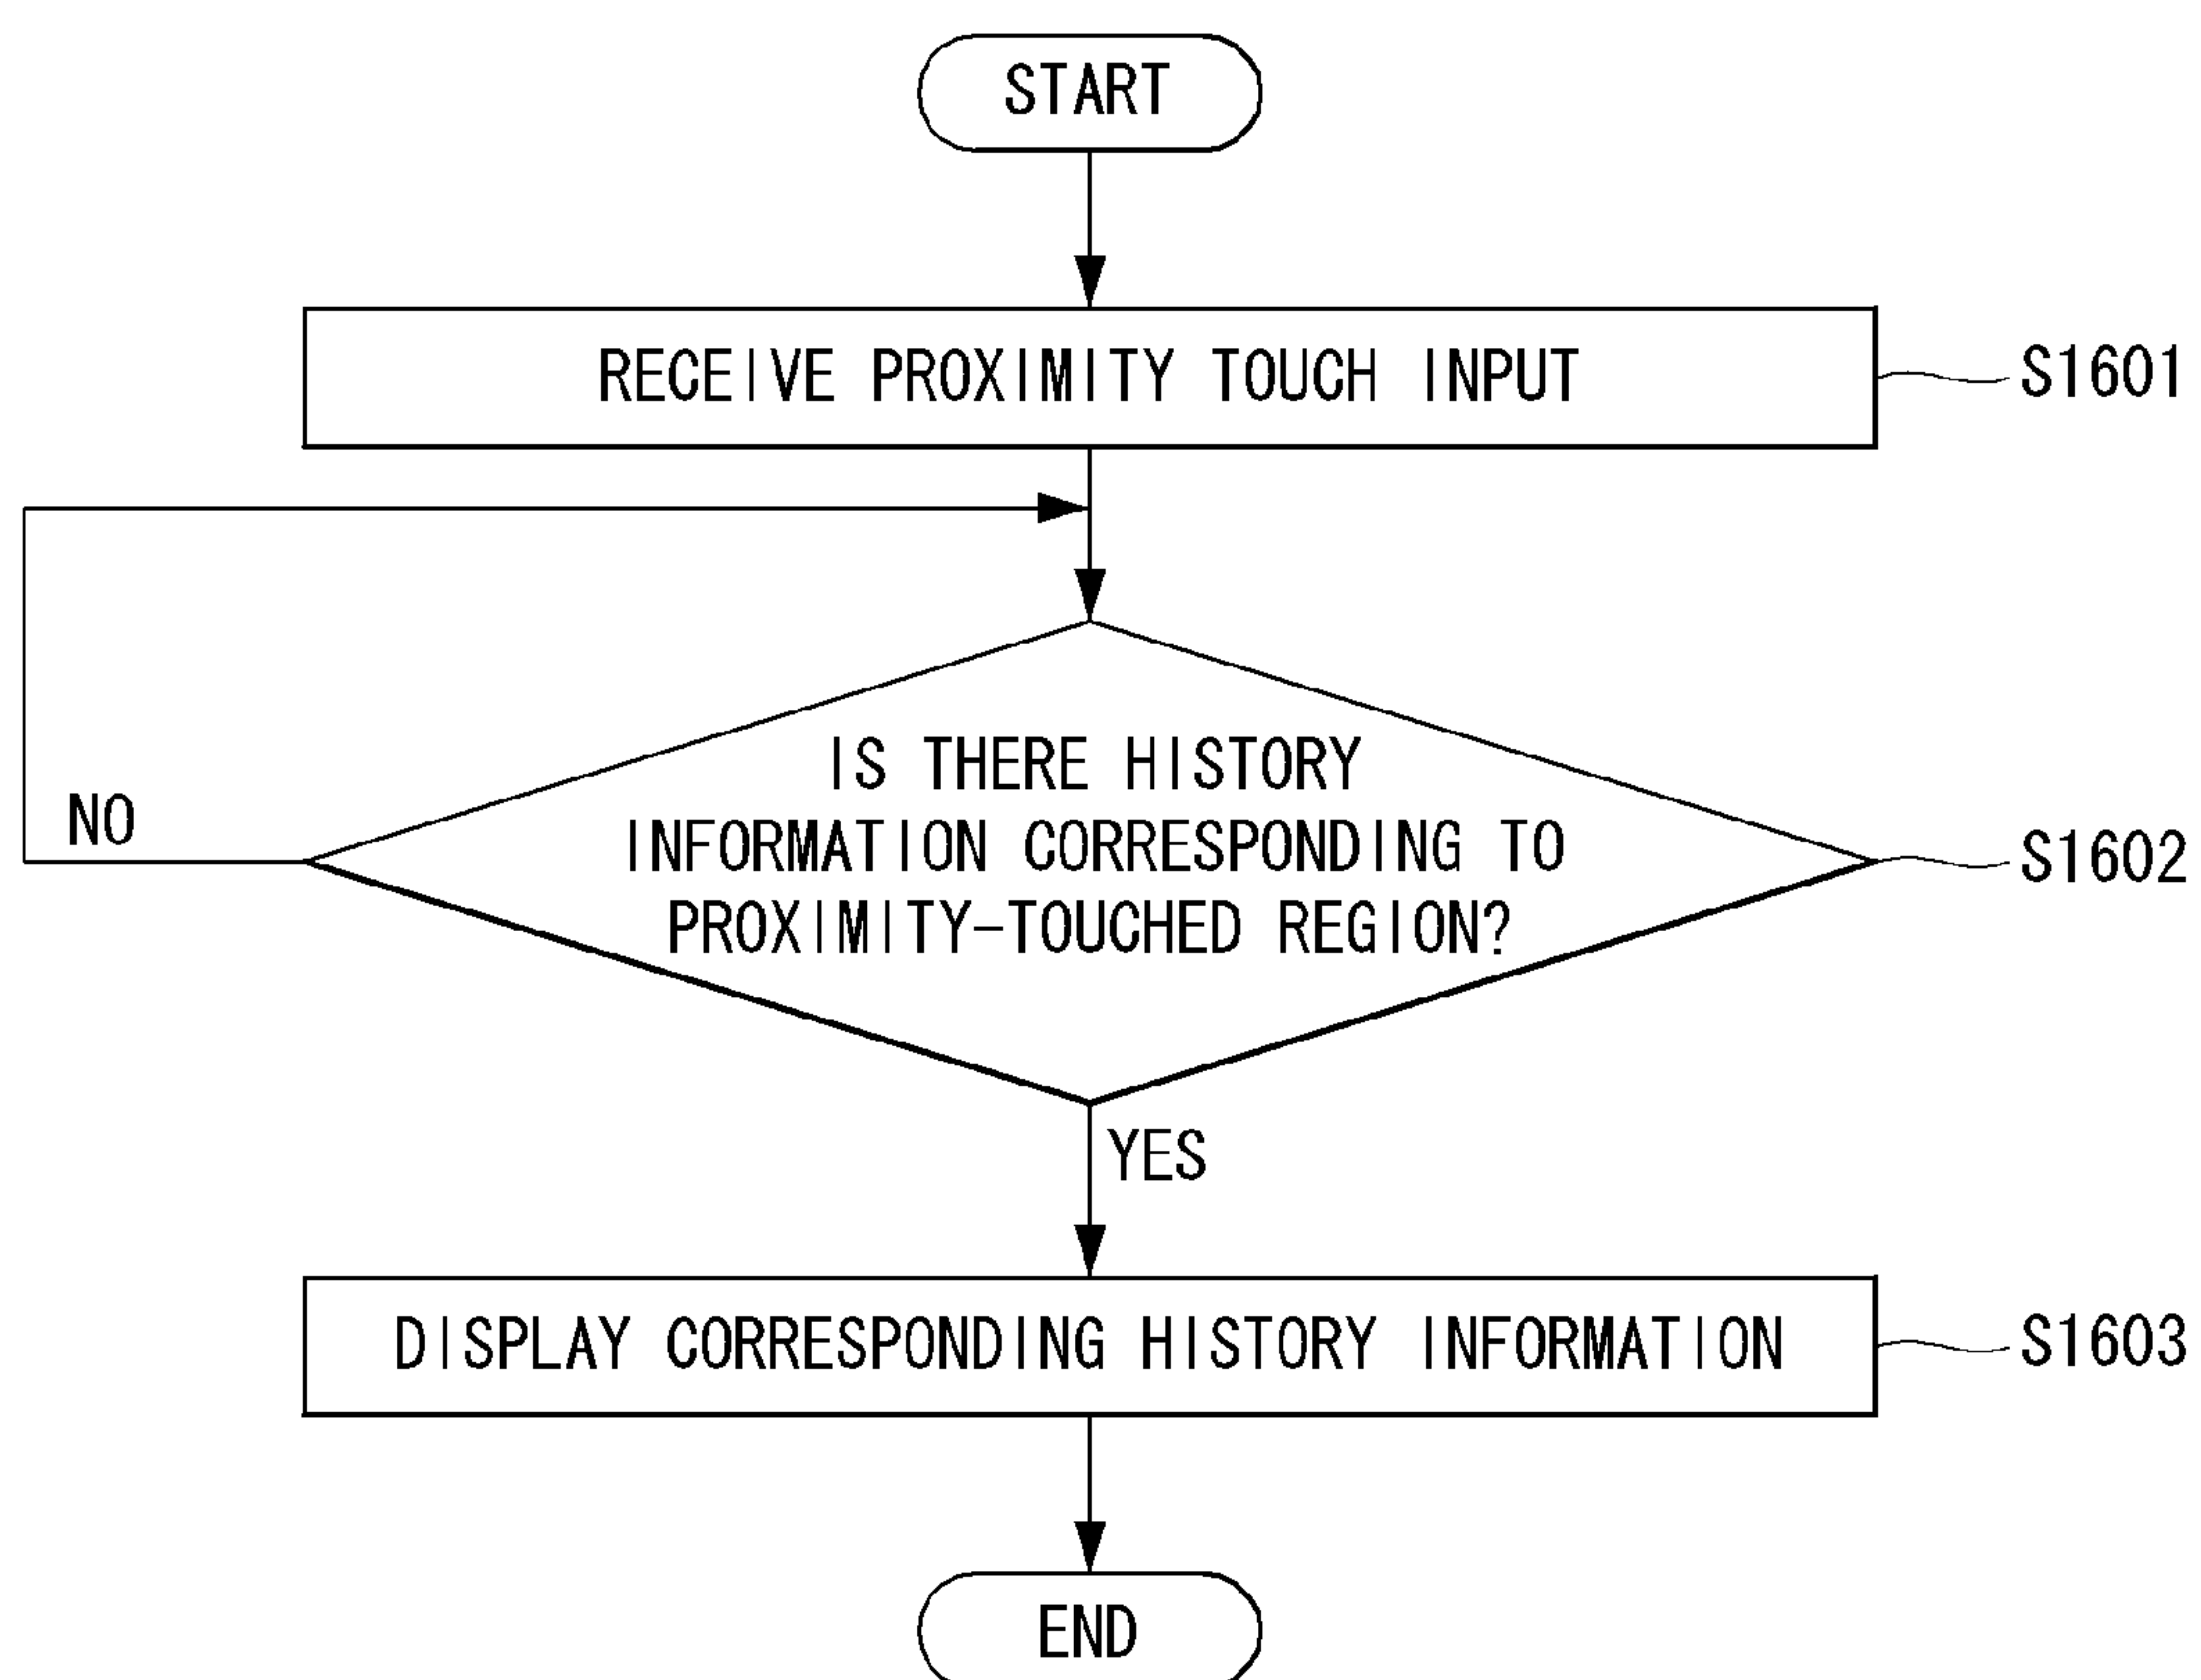 START
RECEIVE PROXIMITY TOUCH INPUT
S1601
IS THERE HISTORY
INFORMATION CORRESPONDING TO
PROXIMITY-TOUCHED REGION?
NO
S1602
YES
DISPLAY CORRESPONDING HISTORY INFORMATION
S1603
END